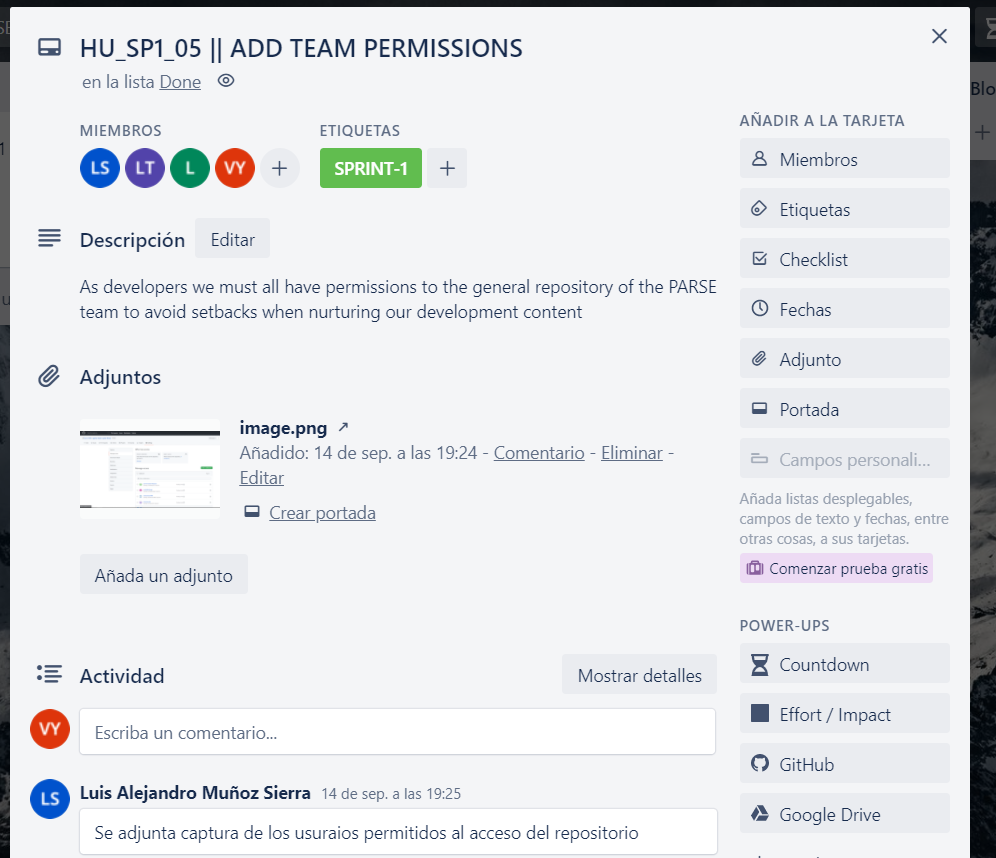 HU_SP1_05 || ADD TEAM PERMISSIONS
en la lista Done
MIEMBROS
LS LT L VY +
ETIQUETAS
SPRINT-1 +
Descripción Editar
As developers we must all have permissions to the general repository of the PARSE
team to avoid setbacks when nurturing our development content
Adjuntos
image.png ↗
Añadido: 14 de sep. a las 19:24 - Comentario - Eliminar -
Editar
Crear portada
Añada un adjunto
Actividad Mostrar detalles
VY Escriba un comentario...
LS Luis Alejandro Muñoz Sierra 14 de sep. a las 19:25
Se adjunta captura de los usuraios permitidos al acceso del repositorio
AÑADIR A LA TARJETA
Miembros
Etiquetas
Checklist
Fechas
Adjunto
Portada
Campos personali...
Añada listas desplegables,
campos de texto y fechas, entre
otras cosas, a sus tarjetas.
Comenzar prueba gratis
POWER-UPS
Countdown
Effort / Impact
GitHub
Google Drive
Blo
+